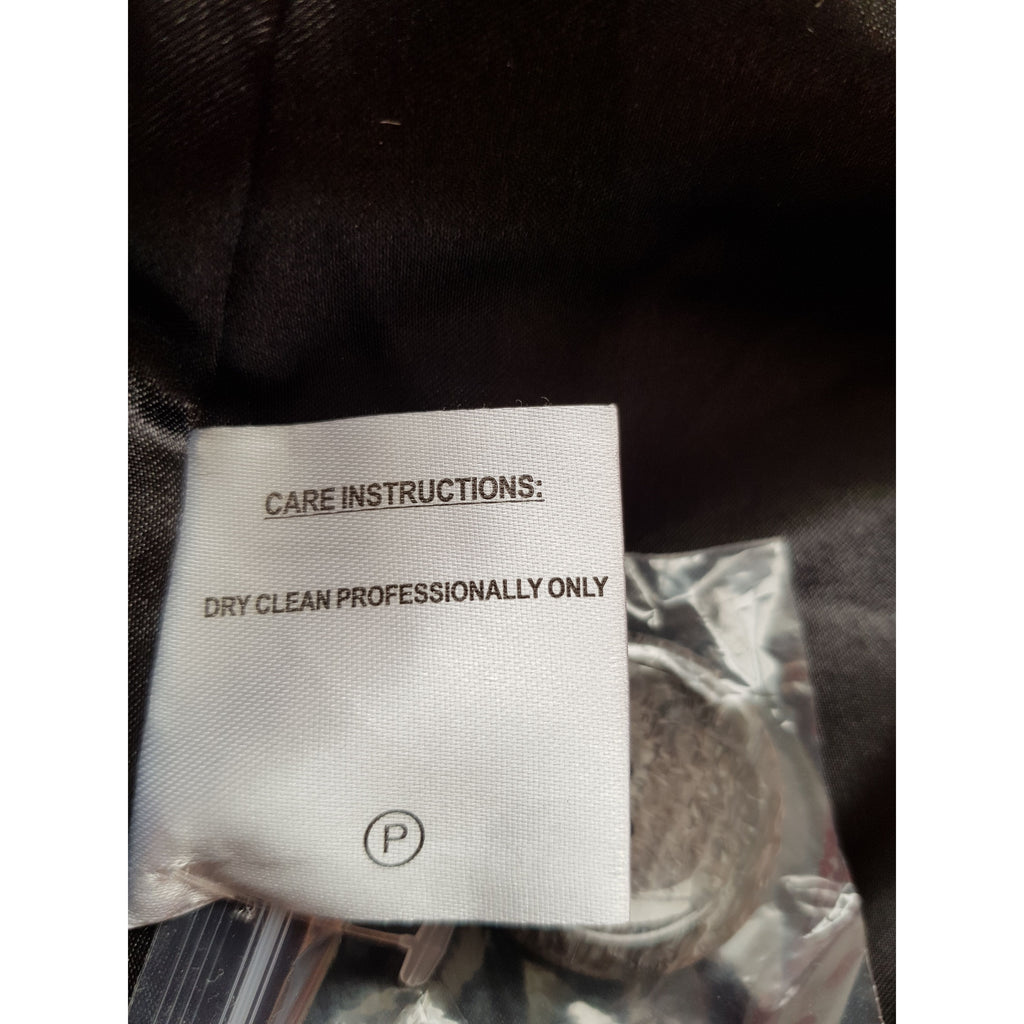 CARE INSTRUCTIONS:
DRY CLEAN PROFESSIONALLY ONLY
P